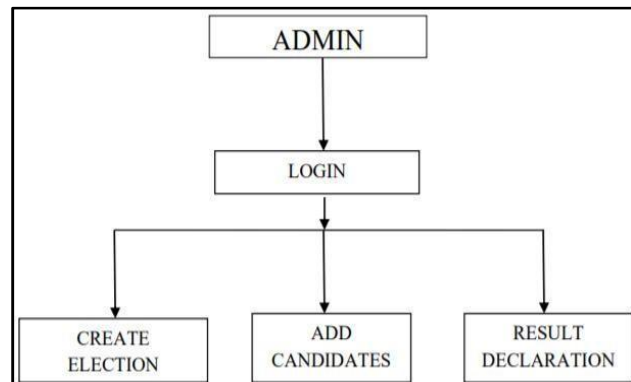 ADMIN
LOGIN
CREATE
ELECTION
ADD
CANDIDATES
RESULT
DECLARATION